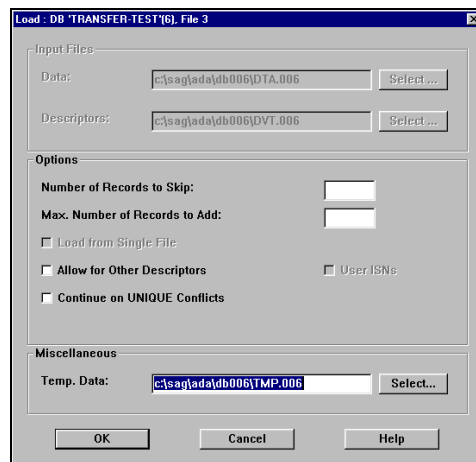 Load : DB 'TRANSFER-TEST'(6), File 3
Input Files
Data: c:\sag\ada\db006\DTA.006 Select ...
Descriptors: c:\sag\ada\db006\DVT.006 Select ...
Options
Number of Records to Skip:
Max. Number of Records to Add:
Load from Single File
Allow for Other Descriptors User ISNs
Continue on UNIQUE Conflicts
Miscellaneous
Temp. Data: c:\sag\ada\db006\TMP.006 Select...
OK Cancel Help